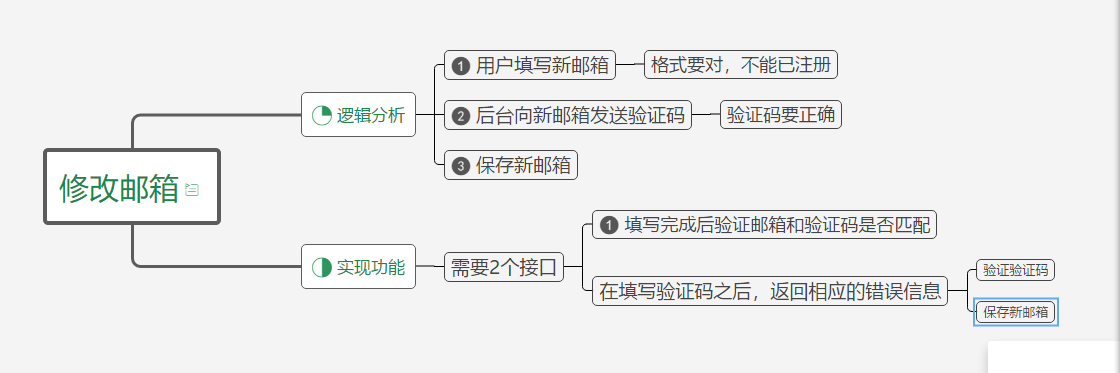 修改邮箱
逻辑分析
1 用户填写新邮箱
格式要对，不能已注册
2 后台向新邮箱发送验证码
验证码要正确
3 保存新邮箱
实现功能
需要2个接口
1 填写完成后验证邮箱和验证码是否匹配
在填写验证码之后，返回相应的错误信息
验证验证码
保存新邮箱